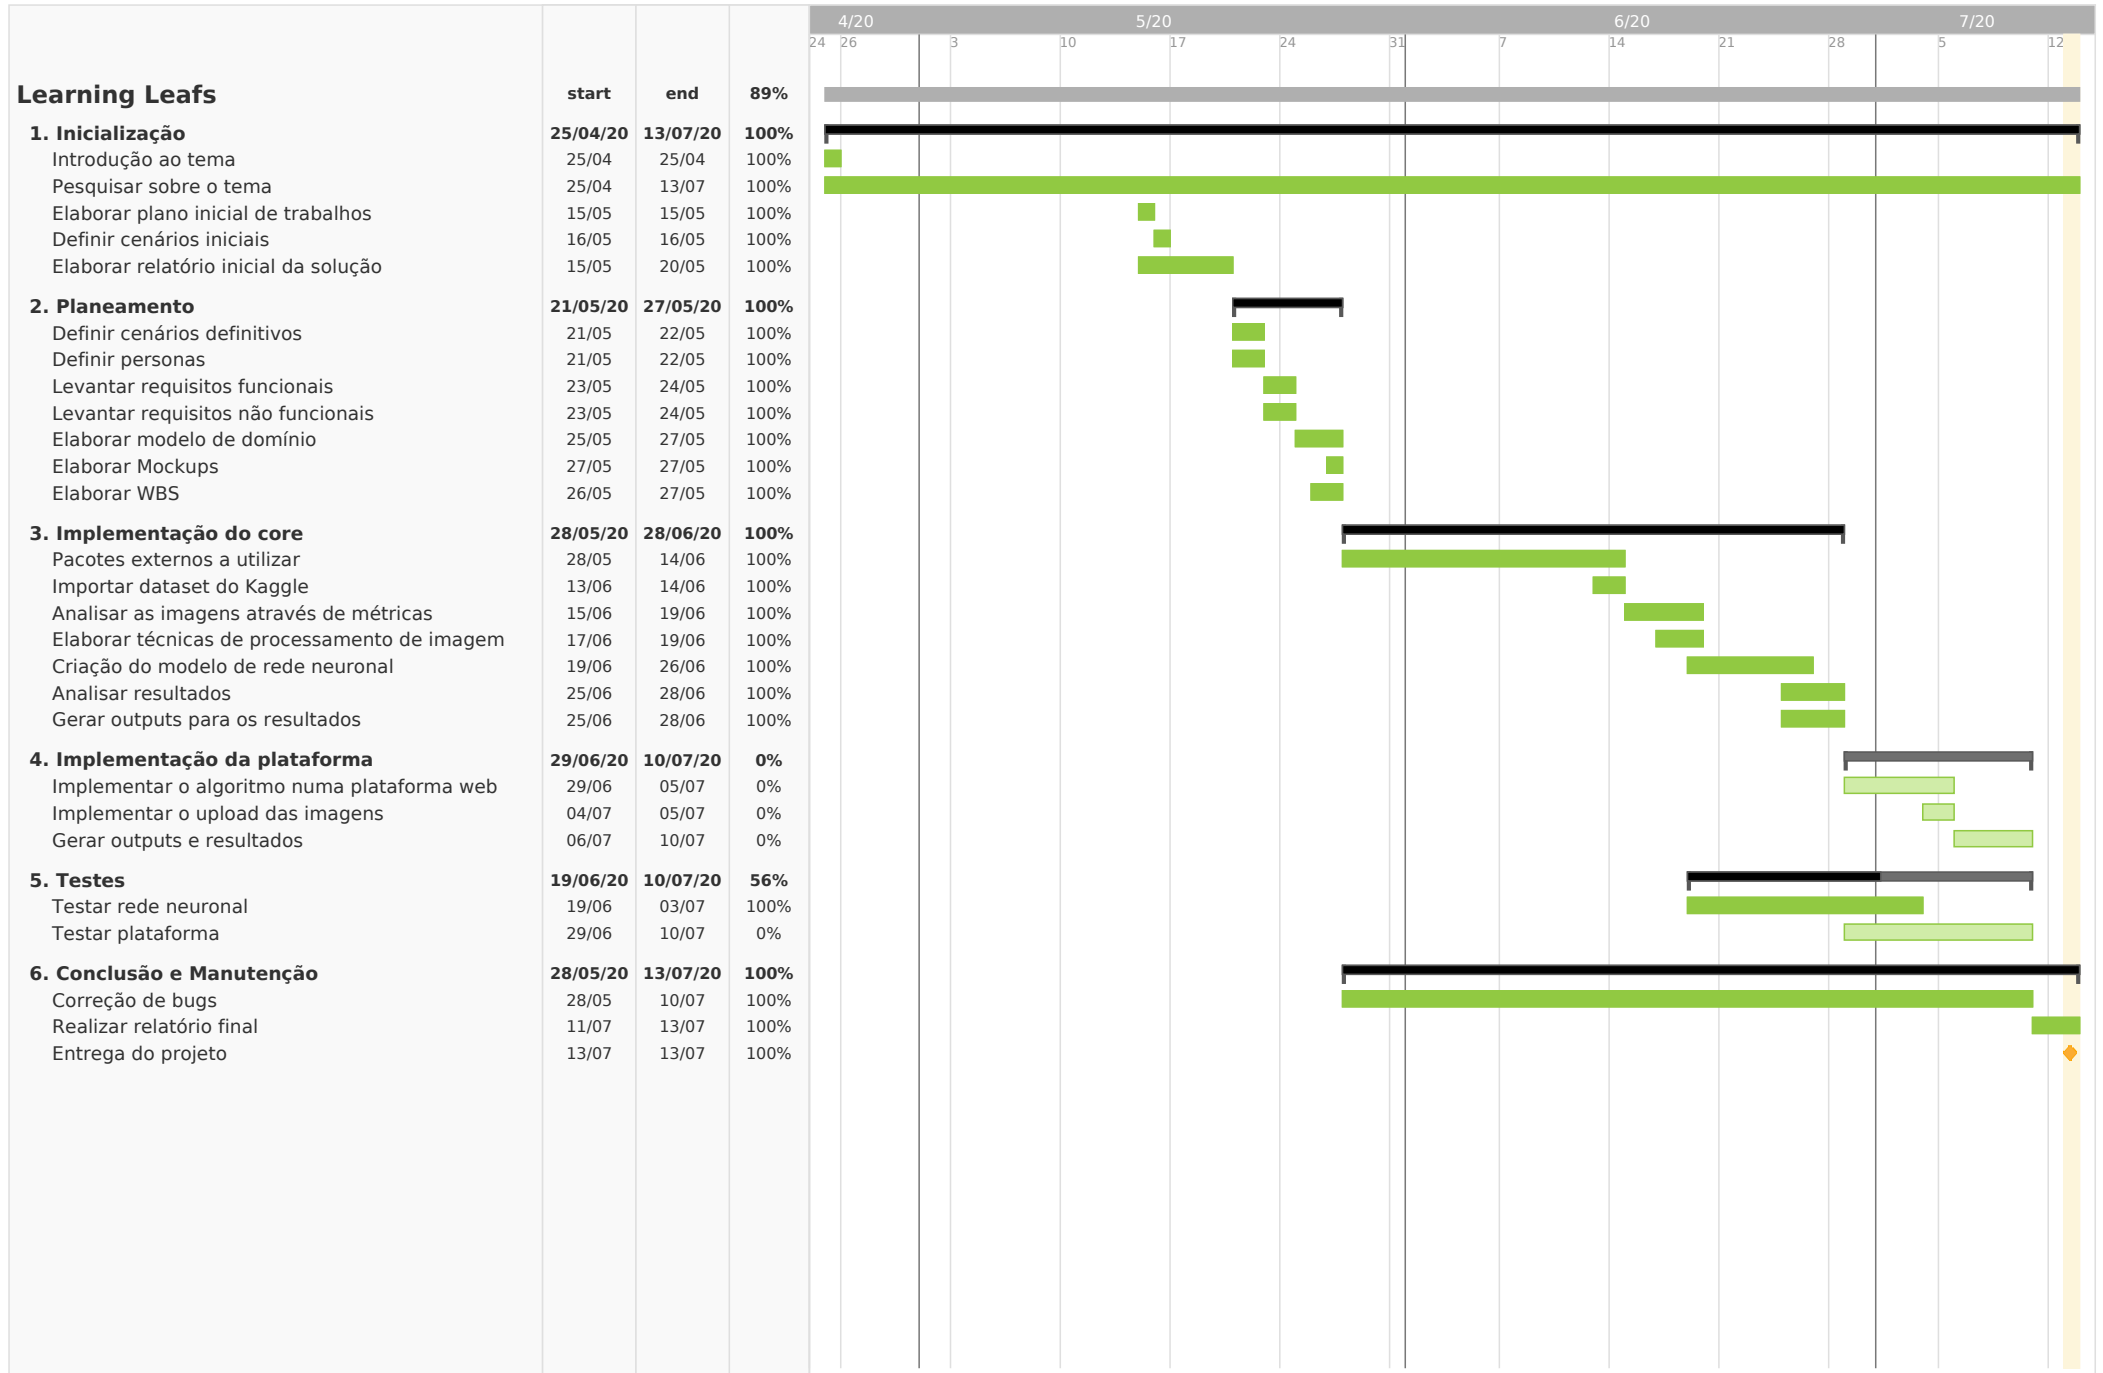 4/20 5/20 6/20 7/20
24 26 3 10 17 24 31 7 14 21 28 5 12
Learning Leafs start end 89%
1. Inicialização 25/04/20 13/07/20 100%
Introdução ao tema 25/04 25/04 100%
Pesquisar sobre o tema 25/04 13/07 100%
Elaborar plano inicial de trabalhos 15/05 15/05 100%
Definir cenários iniciais 16/05 16/05 100%
Elaborar relatório inicial da solução 15/05 20/05 100%
2. Planeamento 21/05/20 27/05/20 100%
Definir cenários definitivos 21/05 22/05 100%
Definir personas 21/05 22/05 100%
Levantar requisitos funcionais 23/05 24/05 100%
Levantar requisitos não funcionais 23/05 24/05 100%
Elaborar modelo de domínio 25/05 27/05 100%
Elaborar Mockups 27/05 27/05 100%
Elaborar WBS 26/05 27/05 100%
3. Implementação do core 28/05/20 28/06/20 100%
Pacotes externos a utilizar 28/05 14/06 100%
Importar dataset do Kaggle 13/06 14/06 100%
Analisar as imagens através de métricas 15/06 19/06 100%
Elaborar técnicas de processamento de imagem 17/06 19/06 100%
Criação do modelo de rede neuronal 19/06 26/06 100%
Analisar resultados 25/06 28/06 100%
Gerar outputs para os resultados 25/06 28/06 100%
4. Implementação da plataforma 29/06/20 10/07/20 0%
Implementar o algoritmo numa plataforma web 29/06 05/07 0%
Implementar o upload das imagens 04/07 05/07 0%
Gerar outputs e resultados 06/07 10/07 0%
5. Testes 19/06/20 10/07/20 56%
Testar rede neuronal 19/06 03/07 100%
Testar plataforma 29/06 10/07 0%
6. Conclusão e Manutenção 28/05/20 13/07/20 100%
Correção de bugs 28/05 10/07 100%
Realizar relatório final 11/07 13/07 100%
Entrega do projeto 13/07 13/07 100%